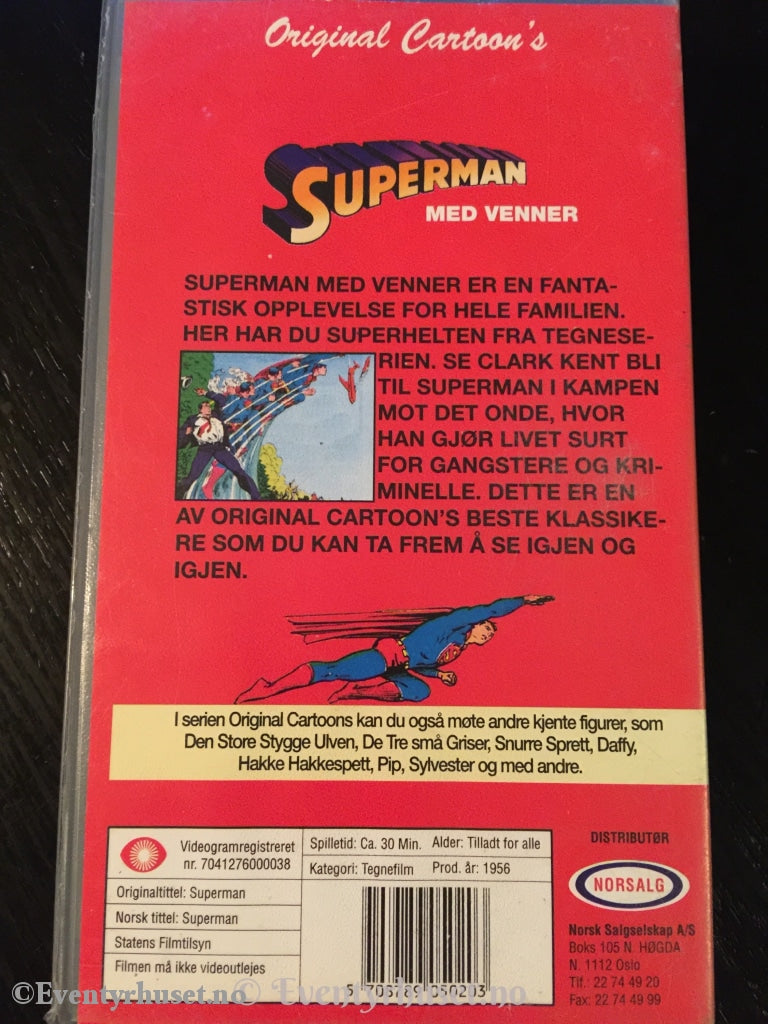 Original Cartoon's
SUPERMAN
MED VENNER
SUPERMAN MED VENNER ER EN FANTA-
STISK OPPLEVELSE FOR HELE FAMILIEN.
HER HAR DU SUPERHELTEN FRA TEGNESE-
RIEN. SE CLARK KENT BLI
TIL SUPERMAN I KAMPEN
MOT DET ONDE, HVOR
HAN GJØR LIVET SURT
FOR GANGSTERE OG KRI-
MINELLE. DETTE ER EN
AV ORIGINAL CARTOON'S BESTE KLASSIKE-
RE SOM DU KAN TA FREM Å SE IGJEN OG
IGJEN.
I serien Original Cartoons kan du også møte andre kjente figurer, som
Den Store Stygge Ulven, De Tre små Griser, Snurre Sprett, Daffy,
Hakke Hakkespett, Pip, Sylvester og med andre.
Videogramregistreret
nr. 7041276000038
Spilletid: Ca. 30 Min. Alder: Tilladt for alle
Kategori: Tegnefilm Prod. år: 1956
Originaltittel: Superman
Norsk tittel: Superman
Statens Filmtilsyn
Filmen må ikke videoutlejes
DISTRIBUTØR
NORSALG
Norsk Salgselskap A/S
Boks 105 N. HØGDA
N. 1112 Oslo
Tlf.: 22 74 49 20
Fax: 22 74 49 99
©Eventyrhuset.no © Eventyrhuset.no